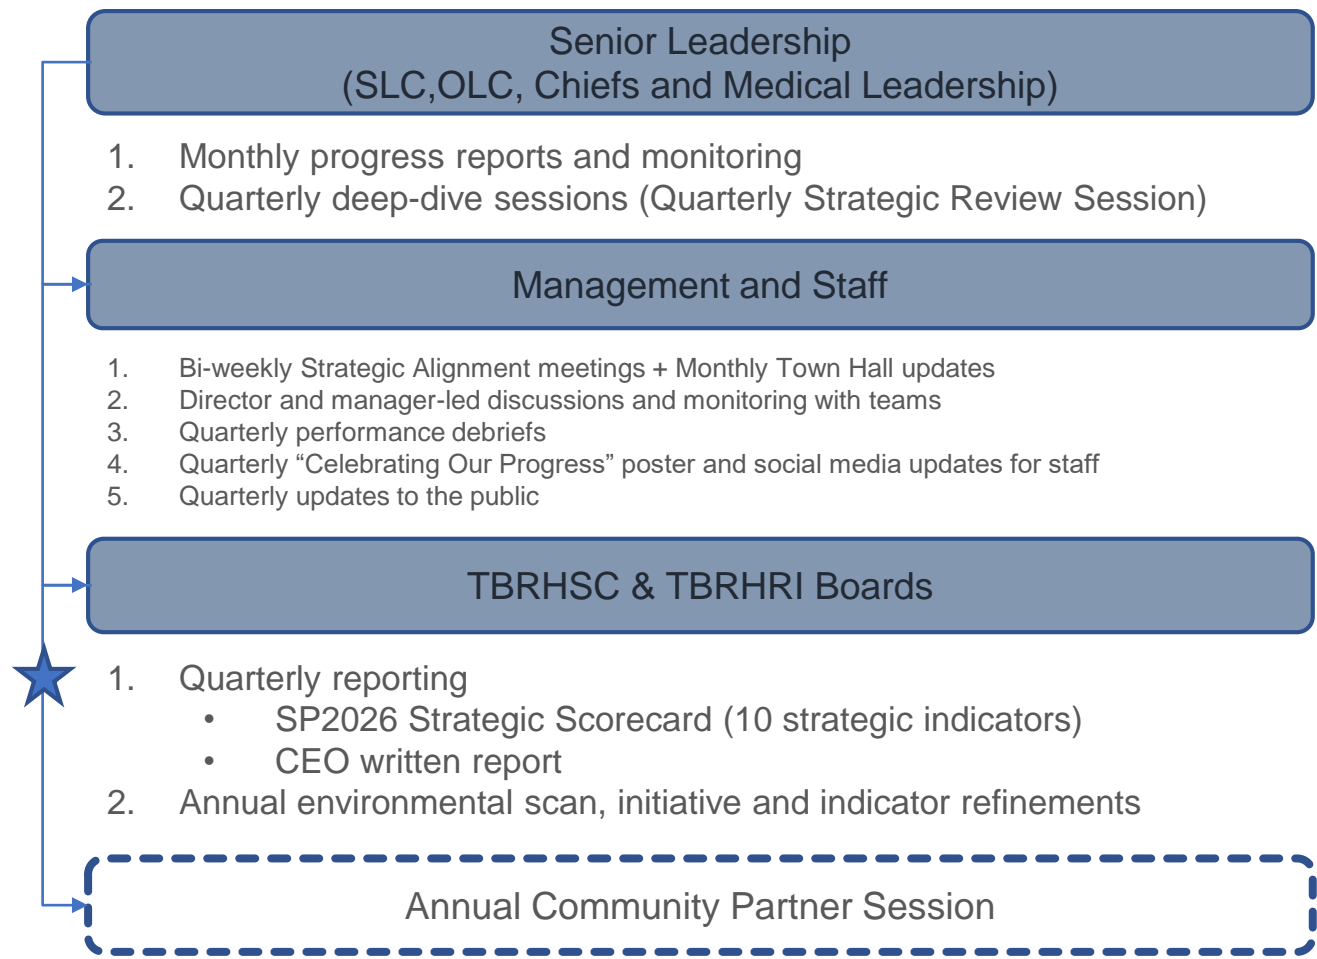 Senior Leadership
(SLC,OLC, Chiefs and Medical Leadership)
1. Monthly progress reports and monitoring
2. Quarterly deep-dive sessions (Quarterly Strategic Review Session)
Management and Staff
1. Bi-weekly Strategic Alignment meetings + Monthly Town Hall updates
2. Director and manager-led discussions and monitoring with teams
3. Quarterly performance debriefs
4. Quarterly “Celebrating Our Progress” poster and social media updates for staff
5. Quarterly updates to the public
TBRHSC & TBRHRI Boards
1. Quarterly reporting
• SP2026 Strategic Scorecard (10 strategic indicators)
• CEO written report
2. Annual environmental scan, initiative and indicator refinements
Annual Community Partner Session